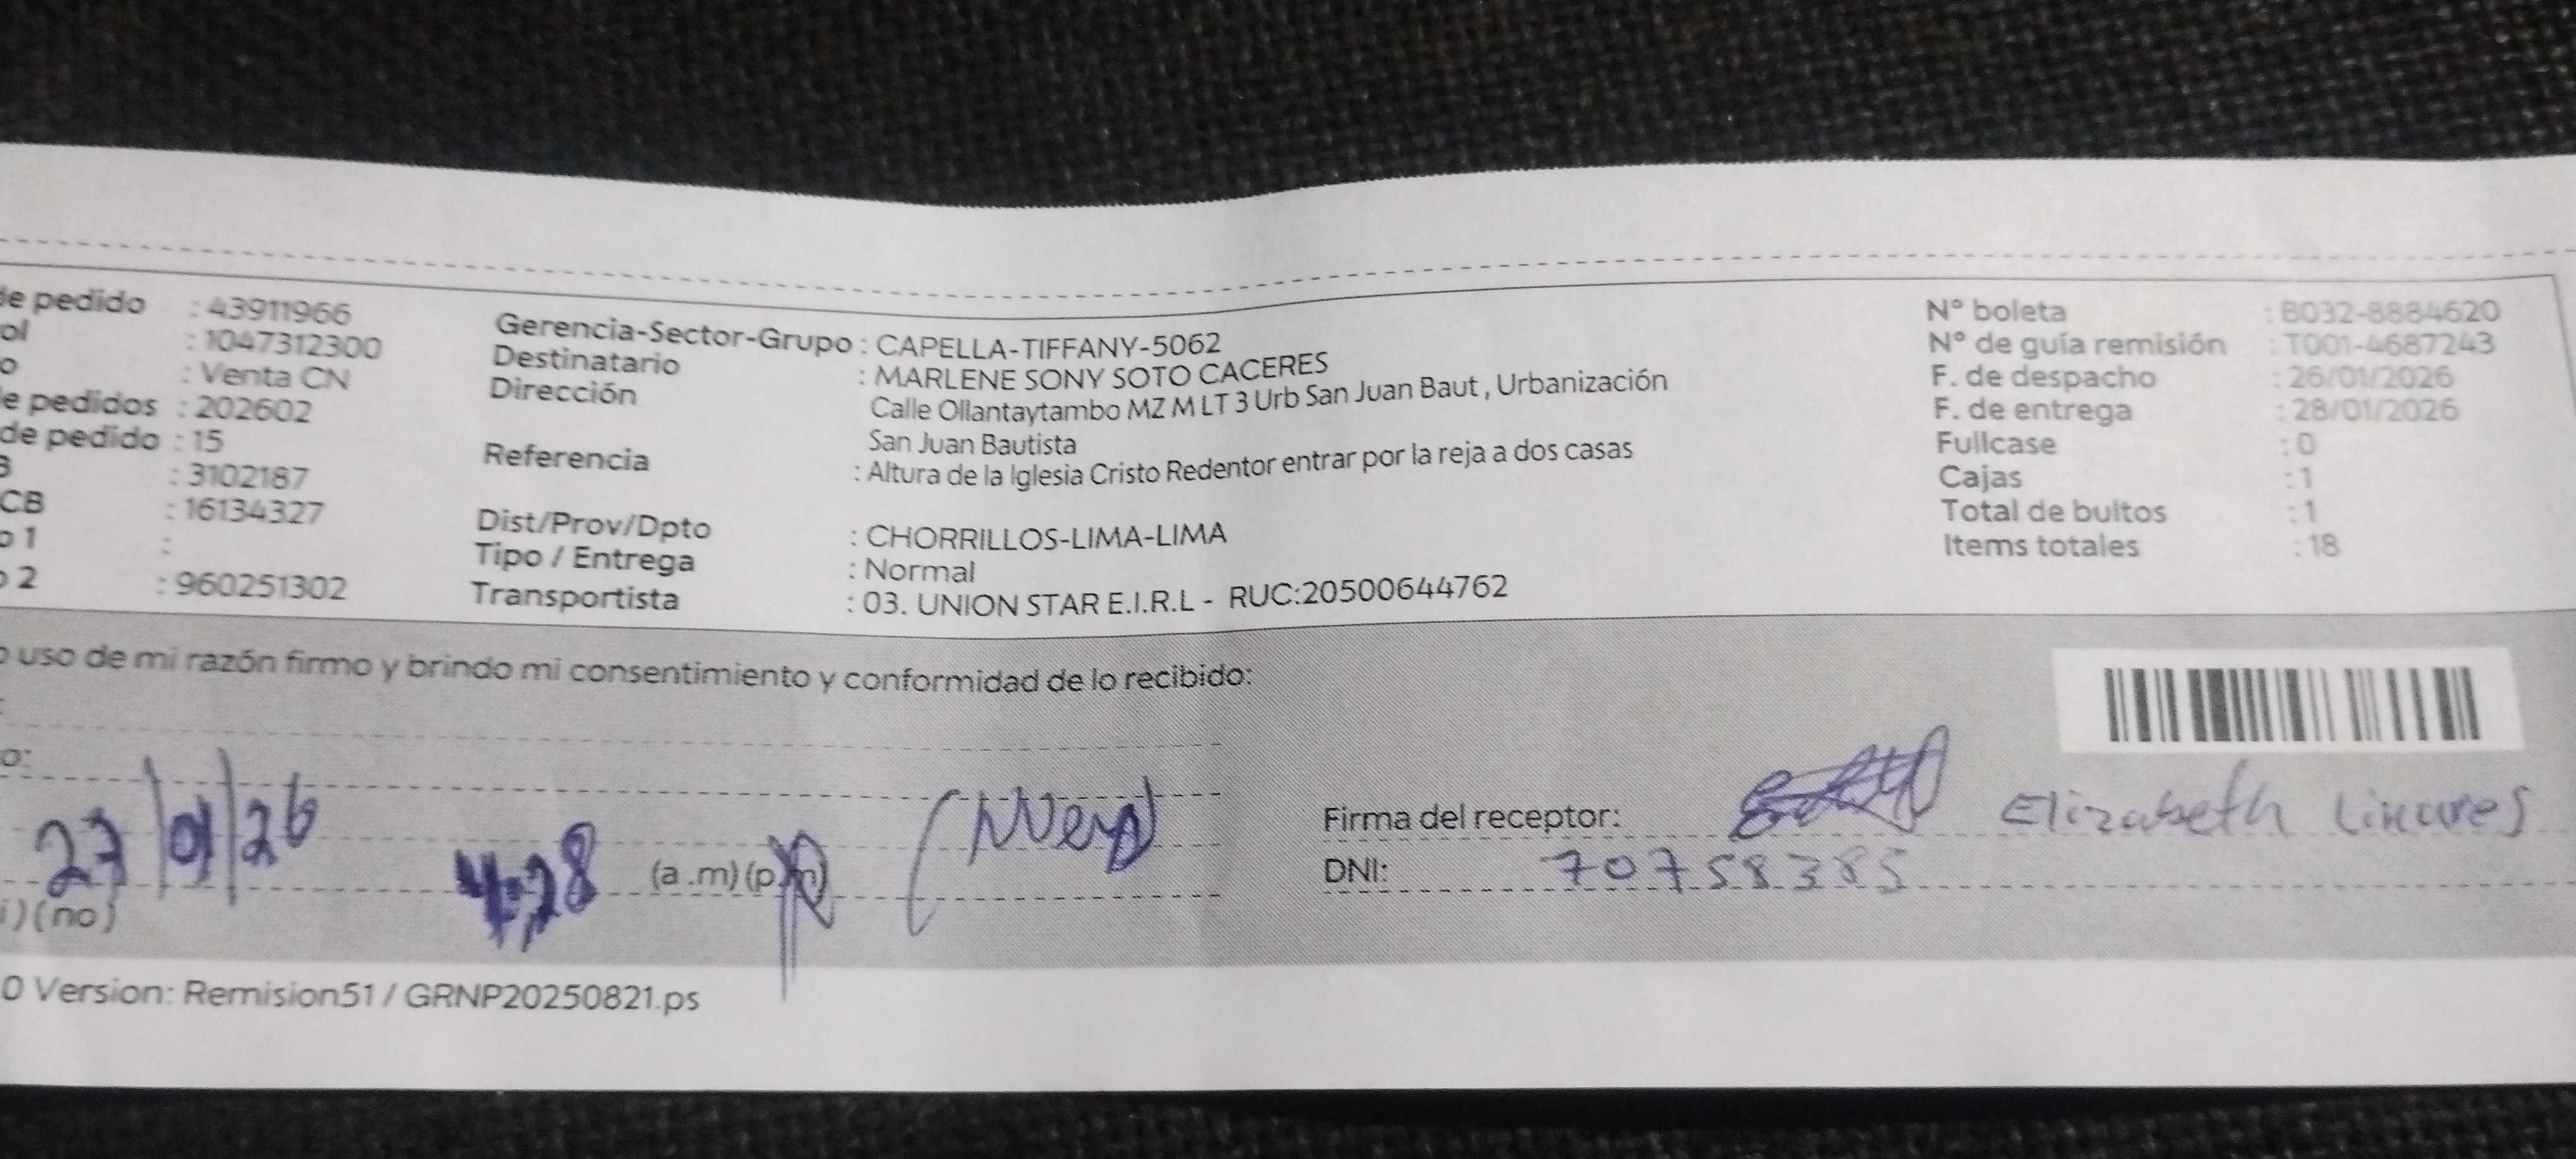 de pedido : 43911966
ol : 1047312300
o : Venta CN
e pedidos : 202602
de pedido : 15
: 3102187
CB : 16134327
o 1 :
o 2 : 960251302
Gerencia-Sector-Grupo : CAPELLA-TIFFANY-5062
Destinatario : MARLENE SONY SOTO CACERES
Dirección Calle Ollantaytambo MZ M LT 3 Urb San Juan Baut , Urbanización
San Juan Bautista
Referencia : Altura de la Iglesia Cristo Redentor entrar por la reja a dos casas
Dist/Prov/Dpto : CHORRILLOS-LIMA-LIMA
Tipo / Entrega : Normal
Transportista : 03. UNION STAR E.I.R.L - RUC:20500644762
N° boleta : B032-8884620
N° de guía remisión : T001-4687243
F. de despacho : 26/01/2026
F. de entrega : 28/01/2026
Fullcase : 0
Cajas : 1
Total de bultos : 1
Items totales : 18
o uso de mi razón firmo y brindo mi consentimiento y conformidad de lo recibido:
o:
27/01/26
(a .m) (p.m)
i ) ( no )
Firma del receptor: Elizabeth Linares
DNI: 70758385
0 Version: Remision51 / GRNP20250821.ps